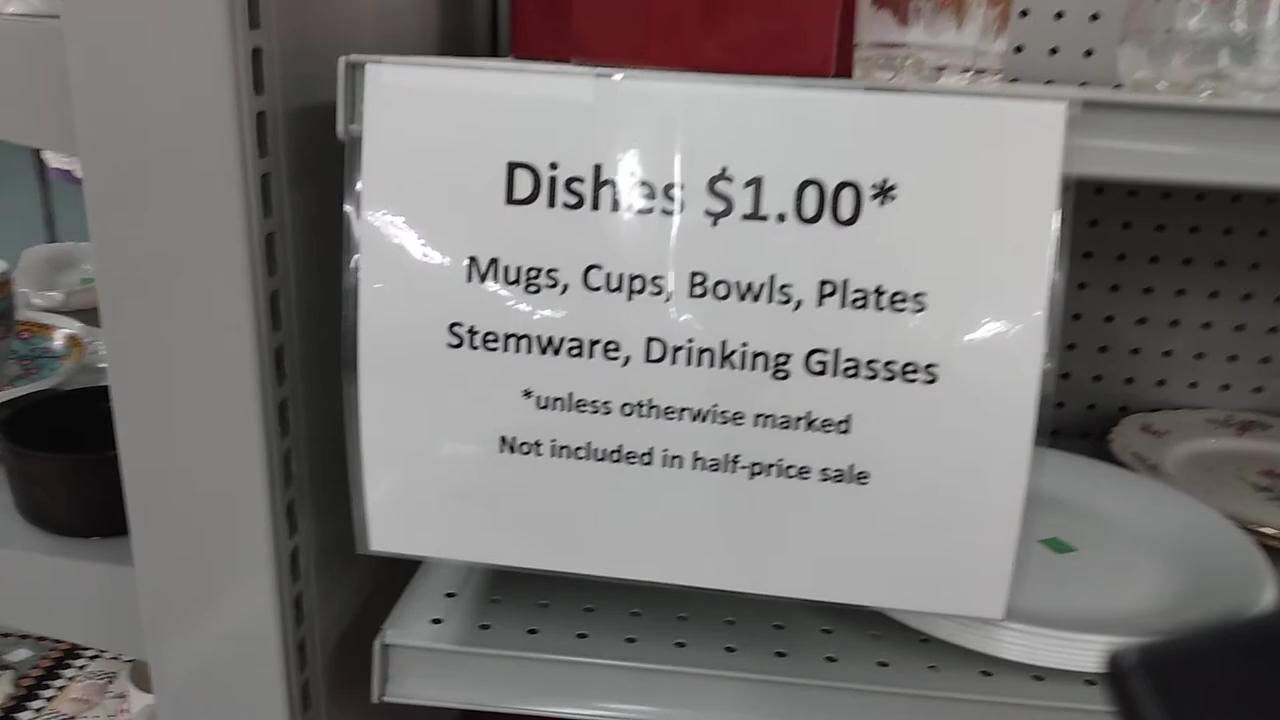 Dishes $1.00*
Mugs, Cups, Bowls, Plates
Stemware, Drinking Glasses
*unless otherwise marked
Not included in half-price sale